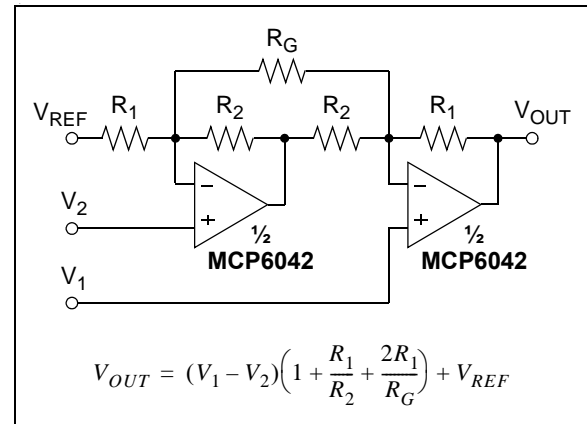 R_G
V_REF R_1 R_2 R_2 R_1 V_OUT
− −
V_2 + +
½ ½
MCP6042 MCP6042
V_1
V_OUT = (V_1 – V_2)(1 + R_1/R_2 + 2R_1/R_G) + V_REF